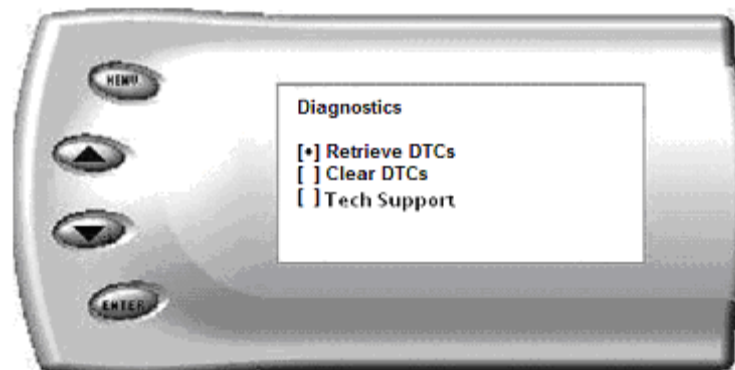 MENU
Diagnostics
[•] Retrieve DTCs
[ ] Clear DTCs
[ ] Tech Support
ENTER